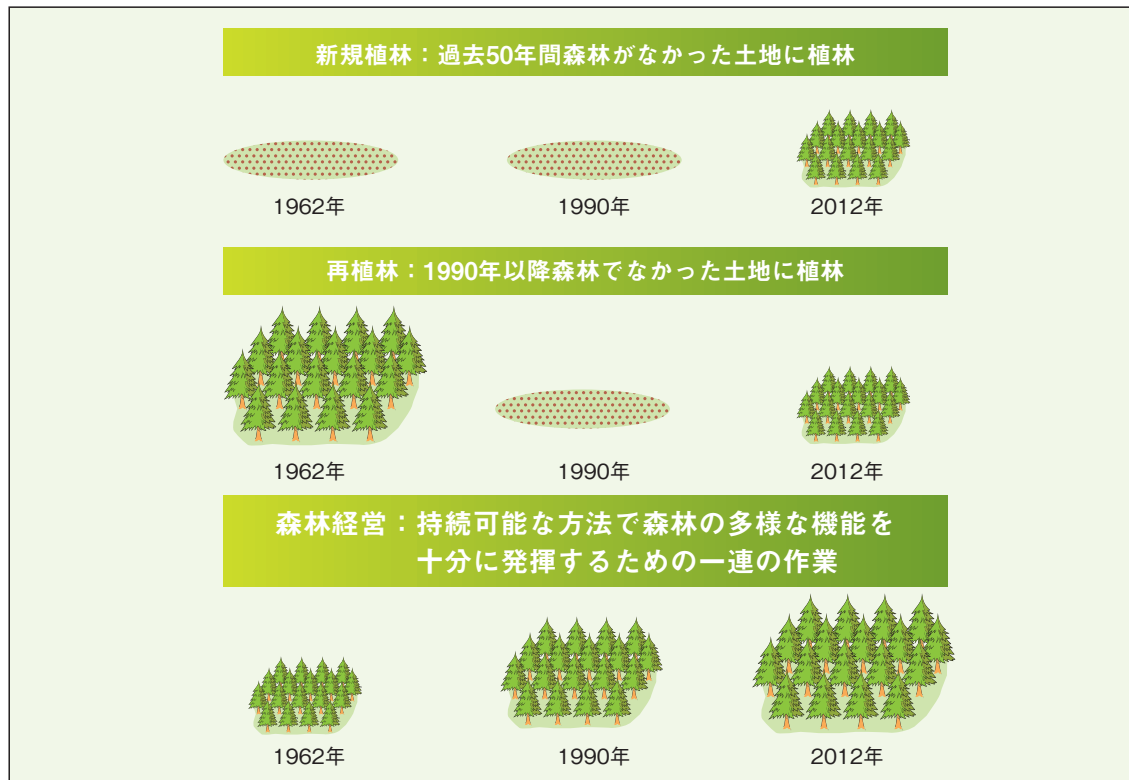 新規植林：過去50年間森林がなかった土地に植林
1962年
1990年
2012年
再植林：1990年以降森林でなかった土地に植林
1962年
1990年
2012年
森林経営：持続可能な方法で森林の多様な機能を
十分に発揮するための一連の作業
1962年
1990年
2012年